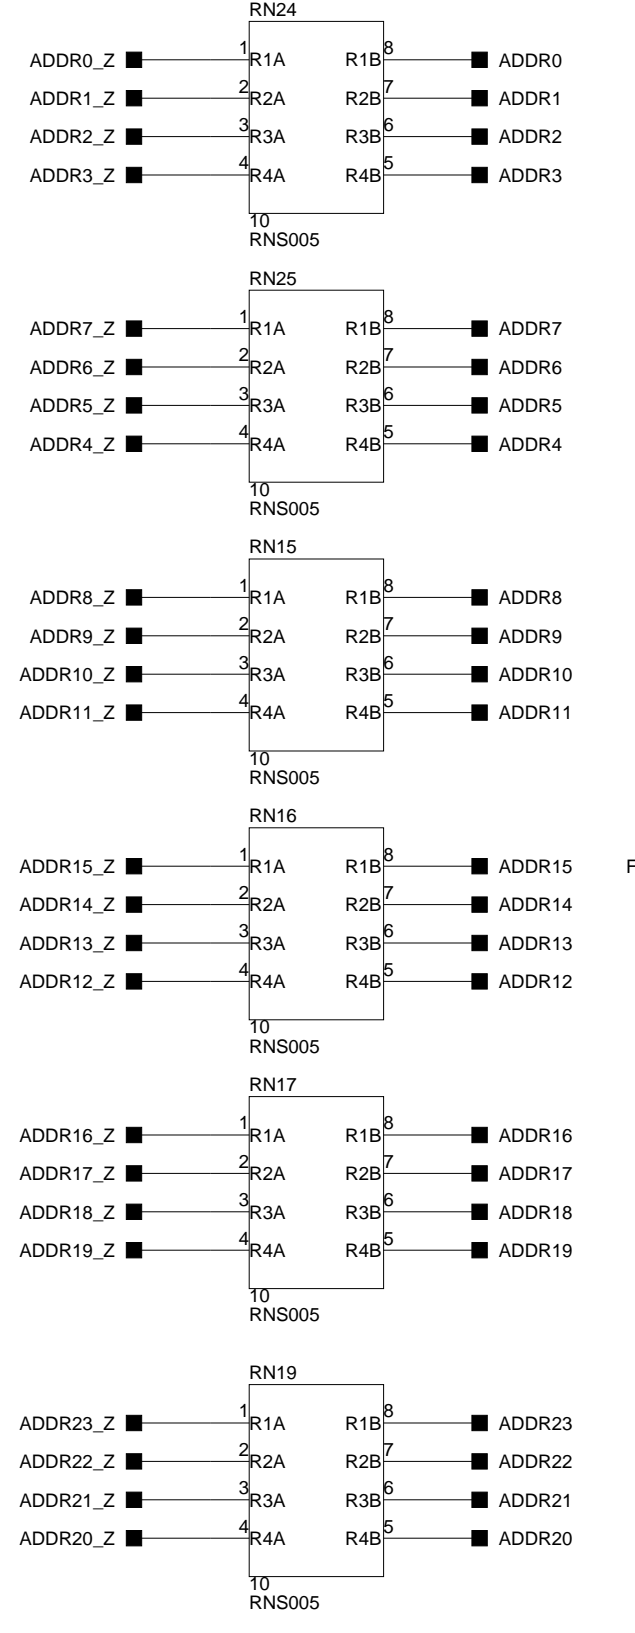 RN24
ADDR0_Z 1 R1A R1B 8 ADDR0
ADDR1_Z 2 R2A R2B 7 ADDR1
ADDR2_Z 3 R3A R3B 6 ADDR2
ADDR3_Z 4 R4A R4B 5 ADDR3
10
RNS005
RN25
ADDR7_Z 1 R1A R1B 8 ADDR7
ADDR6_Z 2 R2A R2B 7 ADDR6
ADDR5_Z 3 R3A R3B 6 ADDR5
ADDR4_Z 4 R4A R4B 5 ADDR4
10
RNS005
RN15
ADDR8_Z 1 R1A R1B 8 ADDR8
ADDR9_Z 2 R2A R2B 7 ADDR9
ADDR10_Z 3 R3A R3B 6 ADDR10
ADDR11_Z 4 R4A R4B 5 ADDR11
10
RNS005
RN16
ADDR15_Z 1 R1A R1B 8 ADDR15 F
ADDR14_Z 2 R2A R2B 7 ADDR14
ADDR13_Z 3 R3A R3B 6 ADDR13
ADDR12_Z 4 R4A R4B 5 ADDR12
10
RNS005
RN17
ADDR16_Z 1 R1A R1B 8 ADDR16
ADDR17_Z 2 R2A R2B 7 ADDR17
ADDR18_Z 3 R3A R3B 6 ADDR18
ADDR19_Z 4 R4A R4B 5 ADDR19
10
RNS005
RN19
ADDR23_Z 1 R1A R1B 8 ADDR23
ADDR22_Z 2 R2A R2B 7 ADDR22
ADDR21_Z 3 R3A R3B 6 ADDR21
ADDR20_Z 4 R4A R4B 5 ADDR20
10
RNS005